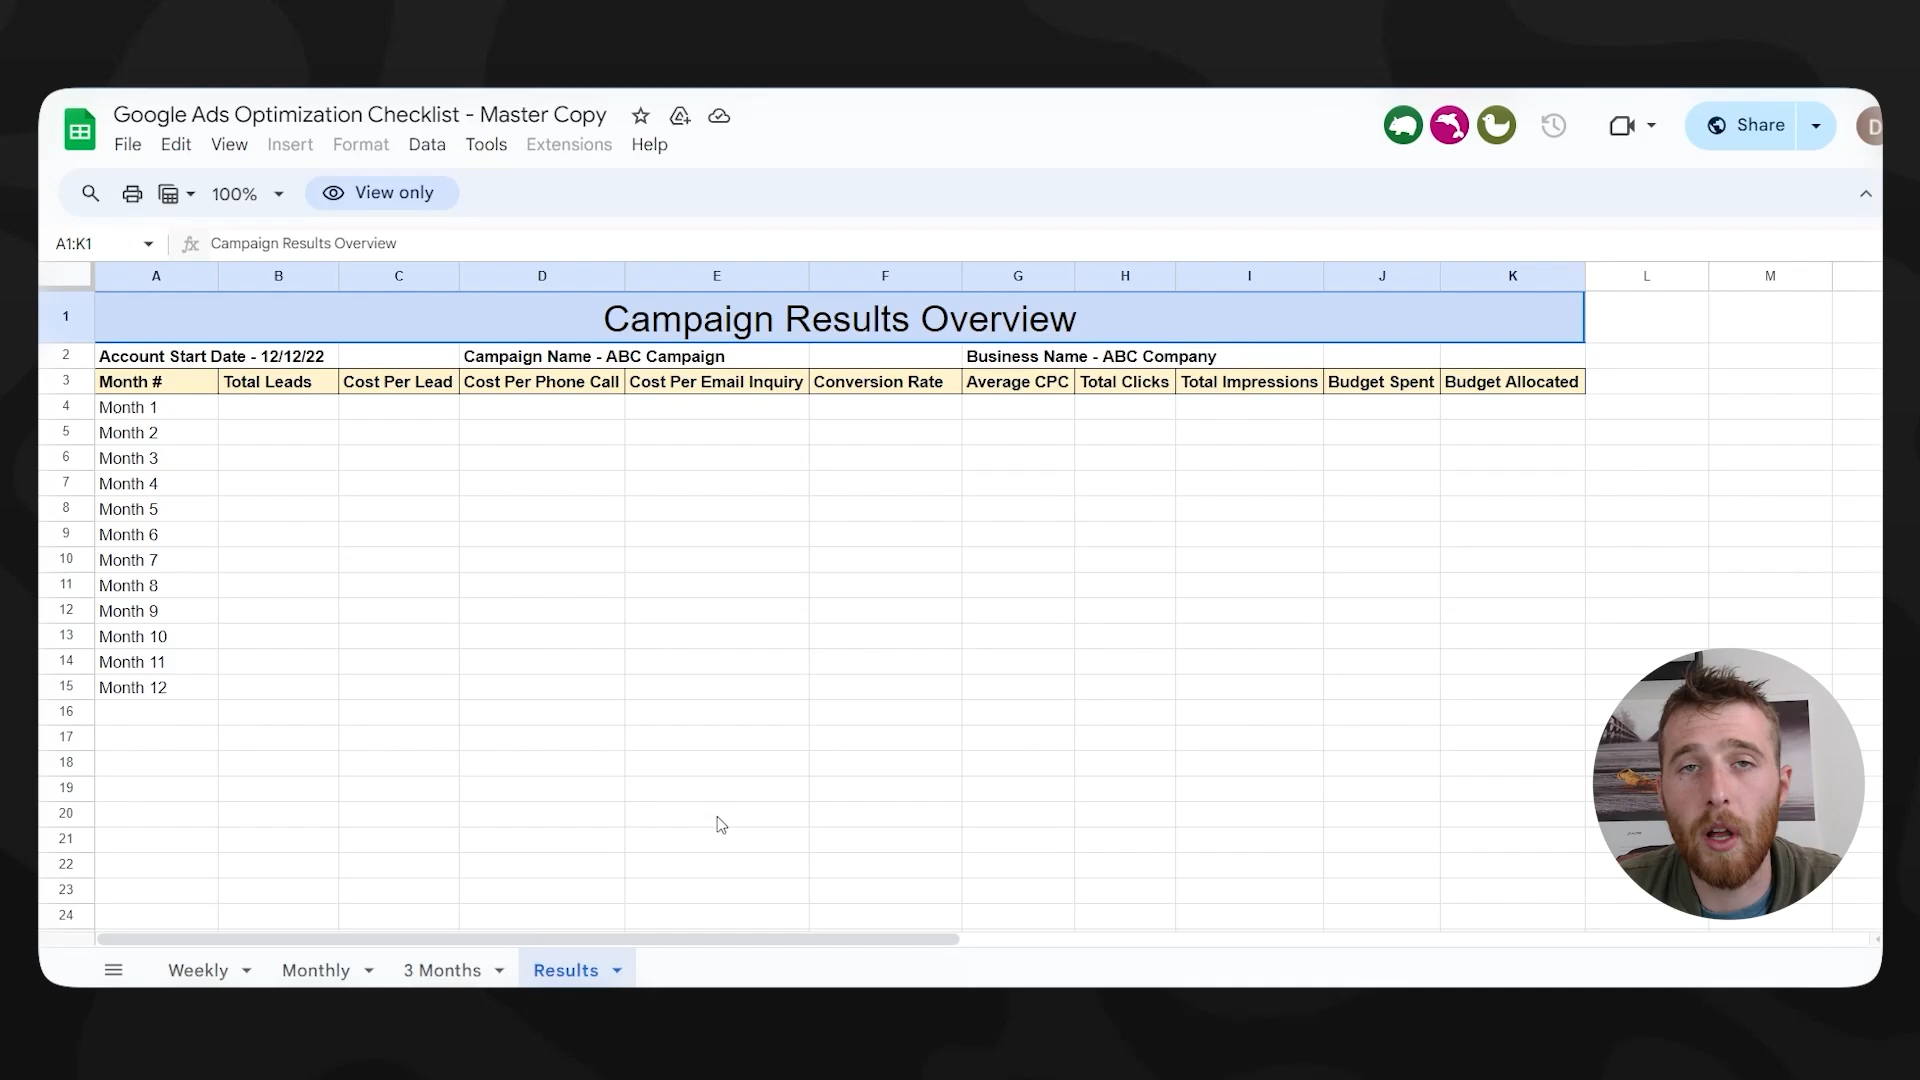 Google Ads Optimization Checklist - Master Copy
File Edit View Insert Format Data Tools Extensions Help
Share
D
100%
View only
A1:K1
fx
Campaign Results Overview
A B C D E F G H I J K L M
1 Campaign Results Overview
2 Account Start Date - 12/12/22 Campaign Name - ABC Campaign Business Name - ABC Company
3 Month # Total Leads Cost Per Lead Cost Per Phone Call Cost Per Email Inquiry Conversion Rate Average CPC Total Clicks Total Impressions Budget Spent Budget Allocated
4 Month 1
5 Month 2
6 Month 3
7 Month 4
8 Month 5
9 Month 6
10 Month 7
11 Month 8
12 Month 9
13 Month 10
14 Month 11
15 Month 12
16
17
18
19
20
21
22
23
24
Weekly Monthly 3 Months Results